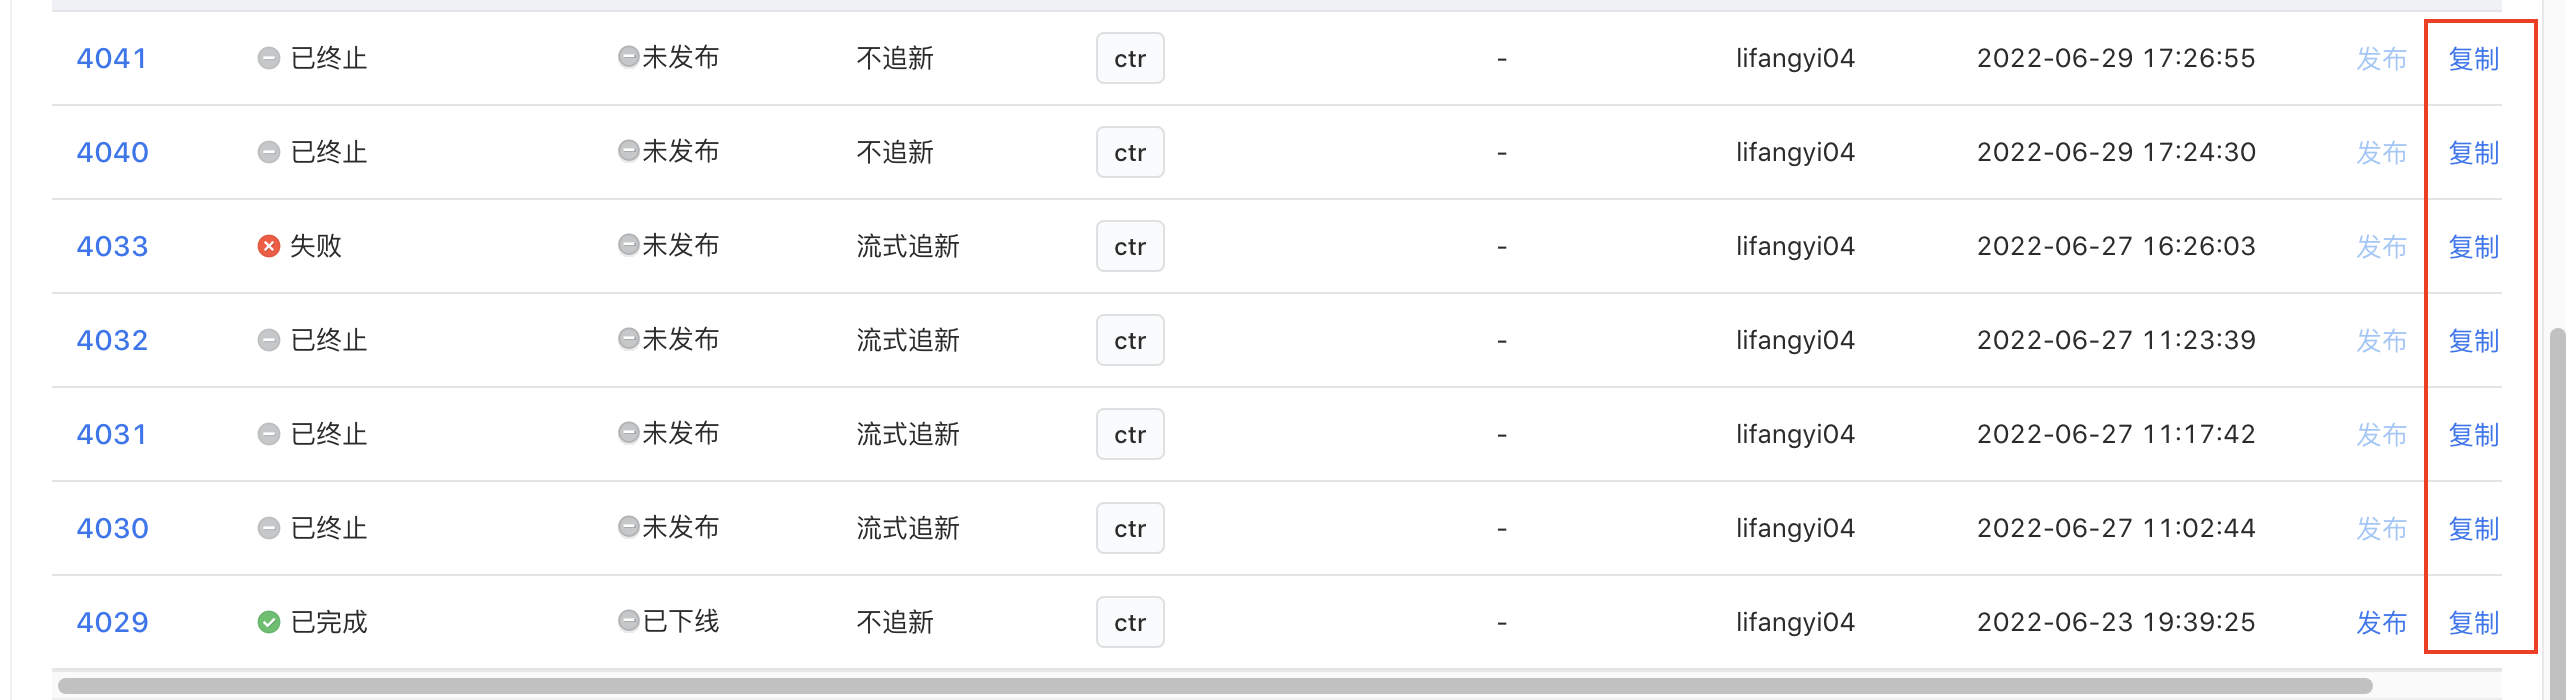 4041 已终止 未发布 不追新 ctr - lifangyi04 2022-06-29 17:26:55 发布 复制
4040 已终止 未发布 不追新 ctr - lifangyi04 2022-06-29 17:24:30 发布 复制
4033 失败 未发布 流式追新 ctr - lifangyi04 2022-06-27 16:26:03 发布 复制
4032 已终止 未发布 流式追新 ctr - lifangyi04 2022-06-27 11:23:39 发布 复制
4031 已终止 未发布 流式追新 ctr - lifangyi04 2022-06-27 11:17:42 发布 复制
4030 已终止 未发布 流式追新 ctr - lifangyi04 2022-06-27 11:02:44 发布 复制
4029 已完成 已下线 不追新 ctr - lifangyi04 2022-06-23 19:39:25 发布 复制